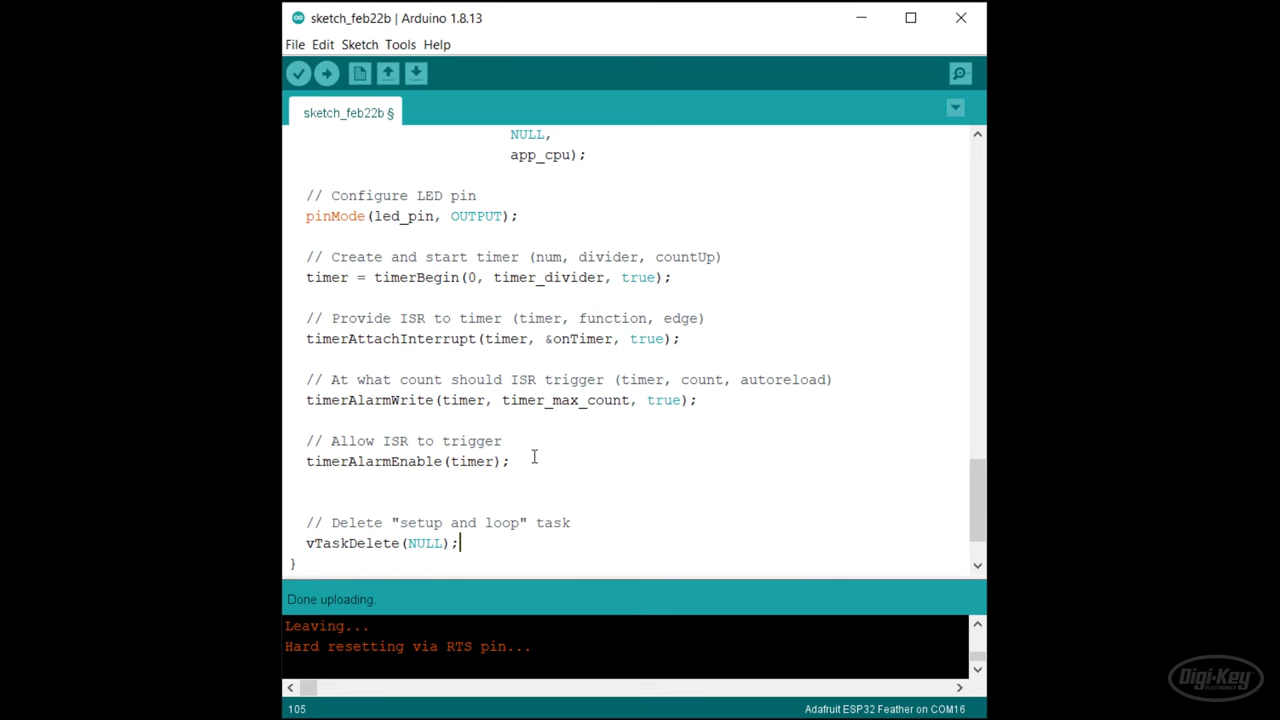 sketch_feb22b | Arduino 1.8.13
File Edit Sketch Tools Help
sketch_feb22b §
NULL,
app_cpu);
// Configure LED pin
pinMode(led_pin, OUTPUT);
// Create and start timer (num, divider, countUp)
timer = timerBegin(0, timer_divider, true);
// Provide ISR to timer (timer, function, edge)
timerAttachInterrupt(timer, &onTimer, true);
// At what count should ISR trigger (timer, count, autoreload)
timerAlarmWrite(timer, timer_max_count, true);
// Allow ISR to trigger
timerAlarmEnable(timer);
// Delete "setup and loop" task
vTaskDelete(NULL);
}
Done uploading.
Leaving...
Hard resetting via RTS pin...
105 Adafruit ESP32 Feather on COM16
Digi-Key
ELECTRONICS